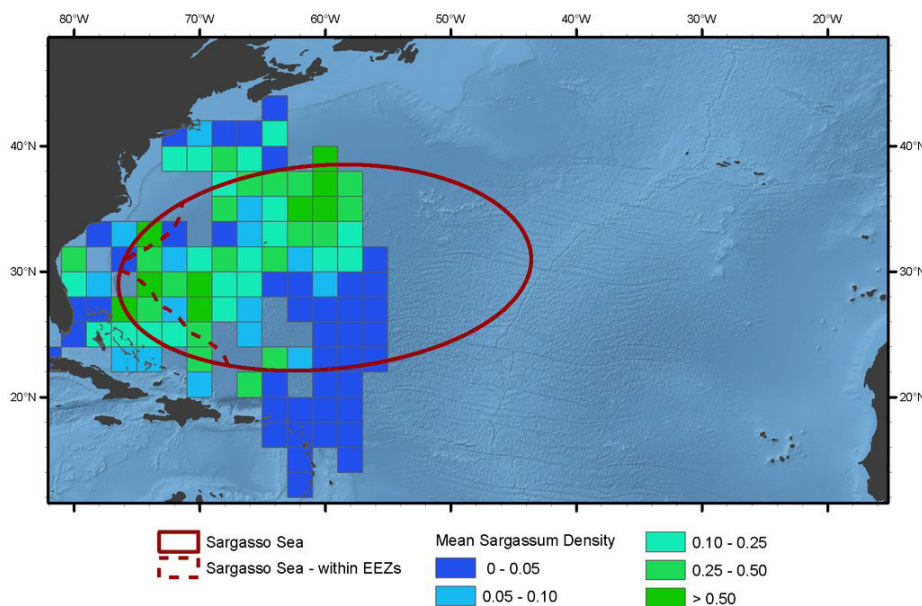 80°W 70°W 60°W 50°W 40°W 30°W 20°W
40°N 40°N
30°N 30°N
20°N 20°N
Sargasso Sea
Sargasso Sea - within EEZs
Mean Sargassum Density
0 - 0.05
0.05 - 0.10
0.10 - 0.25
0.25 - 0.50
> 0.50